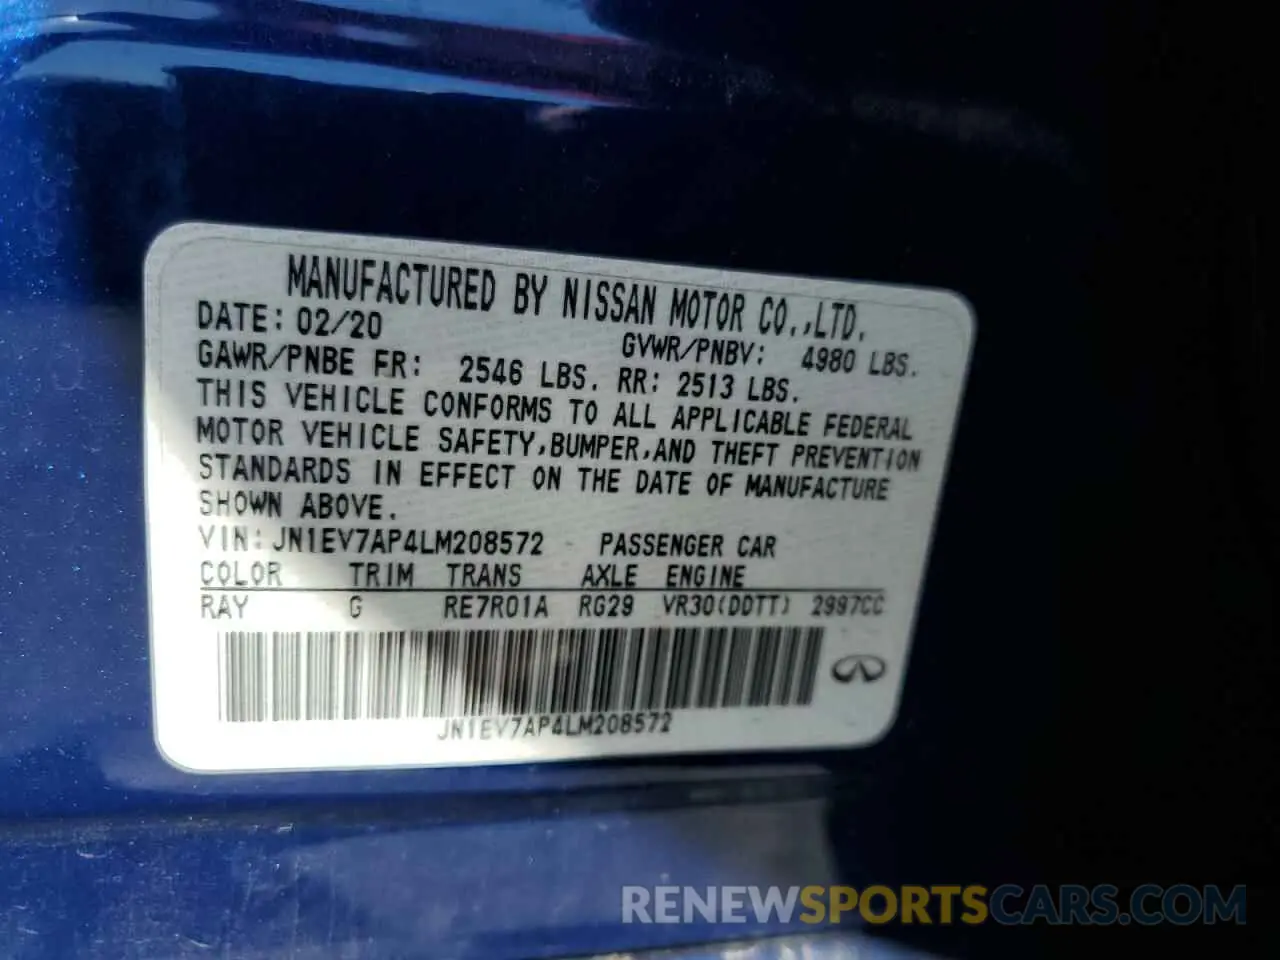 MANUFACTURED BY NISSAN MOTOR CO.,LTD.
DATE: 02/20 GVWR/PNBV: 4980 LBS.
GAWR/PNBE FR: 2546 LBS. RR: 2513 LBS.
THIS VEHICLE CONFORMS TO ALL APPLICABLE FEDERAL
MOTOR VEHICLE SAFETY,BUMPER,AND THEFT PREVENTION
STANDARDS IN EFFECT ON THE DATE OF MANUFACTURE
SHOWN ABOVE.
VIN: JN1EV7AP4LM208572 PASSENGER CAR
COLOR TRIM TRANS AXLE ENGINE
RAY G RE7R01A RG29 VR30(DDTT) 2997CC
JN1EV7AP4LM208572
RENEWSPORTSCARS.COM